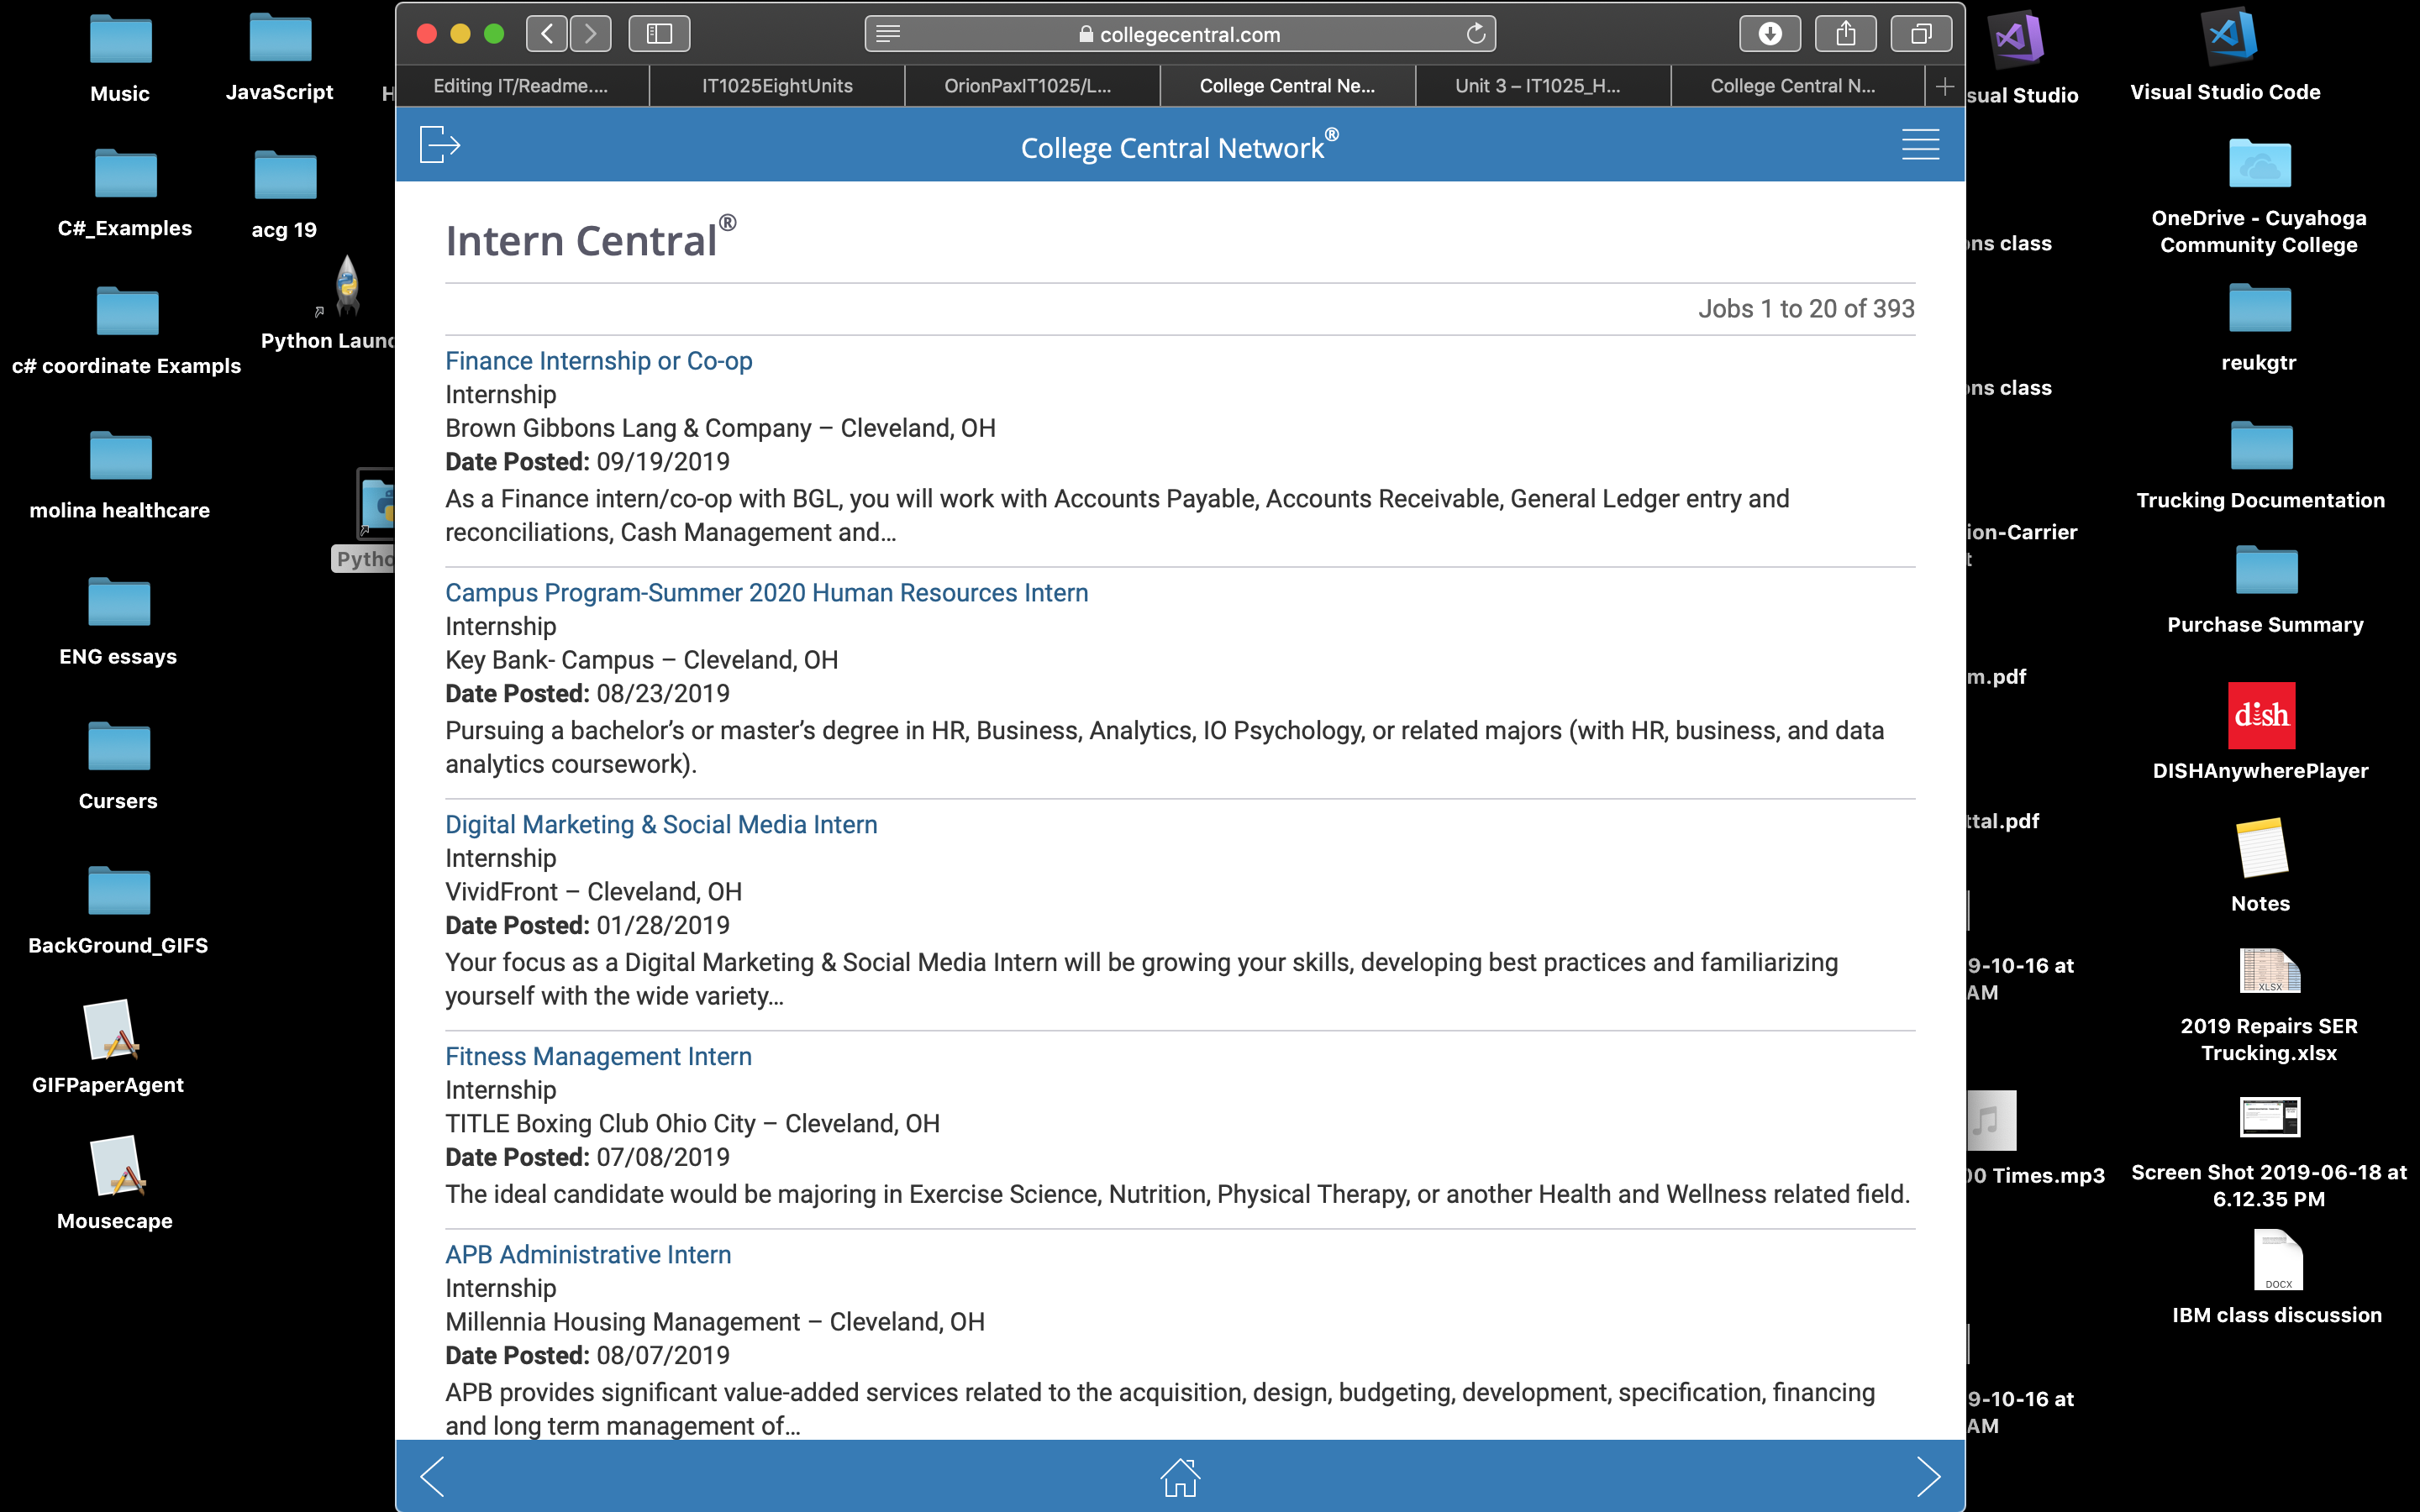 Music
JavaScript
H
C#_Examples
acg 19
c# coordinate Exampls
Python Launc
molina healthcare
Pytho
ENG essays
Cursers
BackGround_GIFS
GIFPaperAgent
Mousecape
collegecentral.com
Editing IT/Readme....
IT1025EightUnits
OrionPaxIT1025/L...
College Central Ne...
Unit 3 – IT1025_H...
College Central N...
College Central Network®
Intern Central®
Jobs 1 to 20 of 393
Finance Internship or Co-op
Internship
Brown Gibbons Lang & Company – Cleveland, OH
Date Posted: 09/19/2019
As a Finance intern/co-op with BGL, you will work with Accounts Payable, Accounts Receivable, General Ledger entry and
reconciliations, Cash Management and...
Campus Program-Summer 2020 Human Resources Intern
Internship
Key Bank- Campus – Cleveland, OH
Date Posted: 08/23/2019
Pursuing a bachelor’s or master’s degree in HR, Business, Analytics, IO Psychology, or related majors (with HR, business, and data
analytics coursework).
Digital Marketing & Social Media Intern
Internship
VividFront – Cleveland, OH
Date Posted: 01/28/2019
Your focus as a Digital Marketing & Social Media Intern will be growing your skills, developing best practices and familiarizing
yourself with the wide variety...
Fitness Management Intern
Internship
TITLE Boxing Club Ohio City – Cleveland, OH
Date Posted: 07/08/2019
The ideal candidate would be majoring in Exercise Science, Nutrition, Physical Therapy, or another Health and Wellness related field.
APB Administrative Intern
Internship
Millennia Housing Management – Cleveland, OH
Date Posted: 08/07/2019
APB provides significant value-added services related to the acquisition, design, budgeting, development, specification, financing
and long term management of...
sual Studio
ons class
ons class
ion-Carrier
t
m.pdf
ttal.pdf
9-10-16 at
AM
00 Times.mp3
9-10-16 at
AM
Visual Studio Code
OneDrive - Cuyahoga
Community College
reukgtr
Trucking Documentation
Purchase Summary
dish
DISHAnywherePlayer
Notes
XLSX
2019 Repairs SER
Trucking.xlsx
Screen Shot 2019-06-18 at
6.12.35 PM
DOCX
IBM class discussion